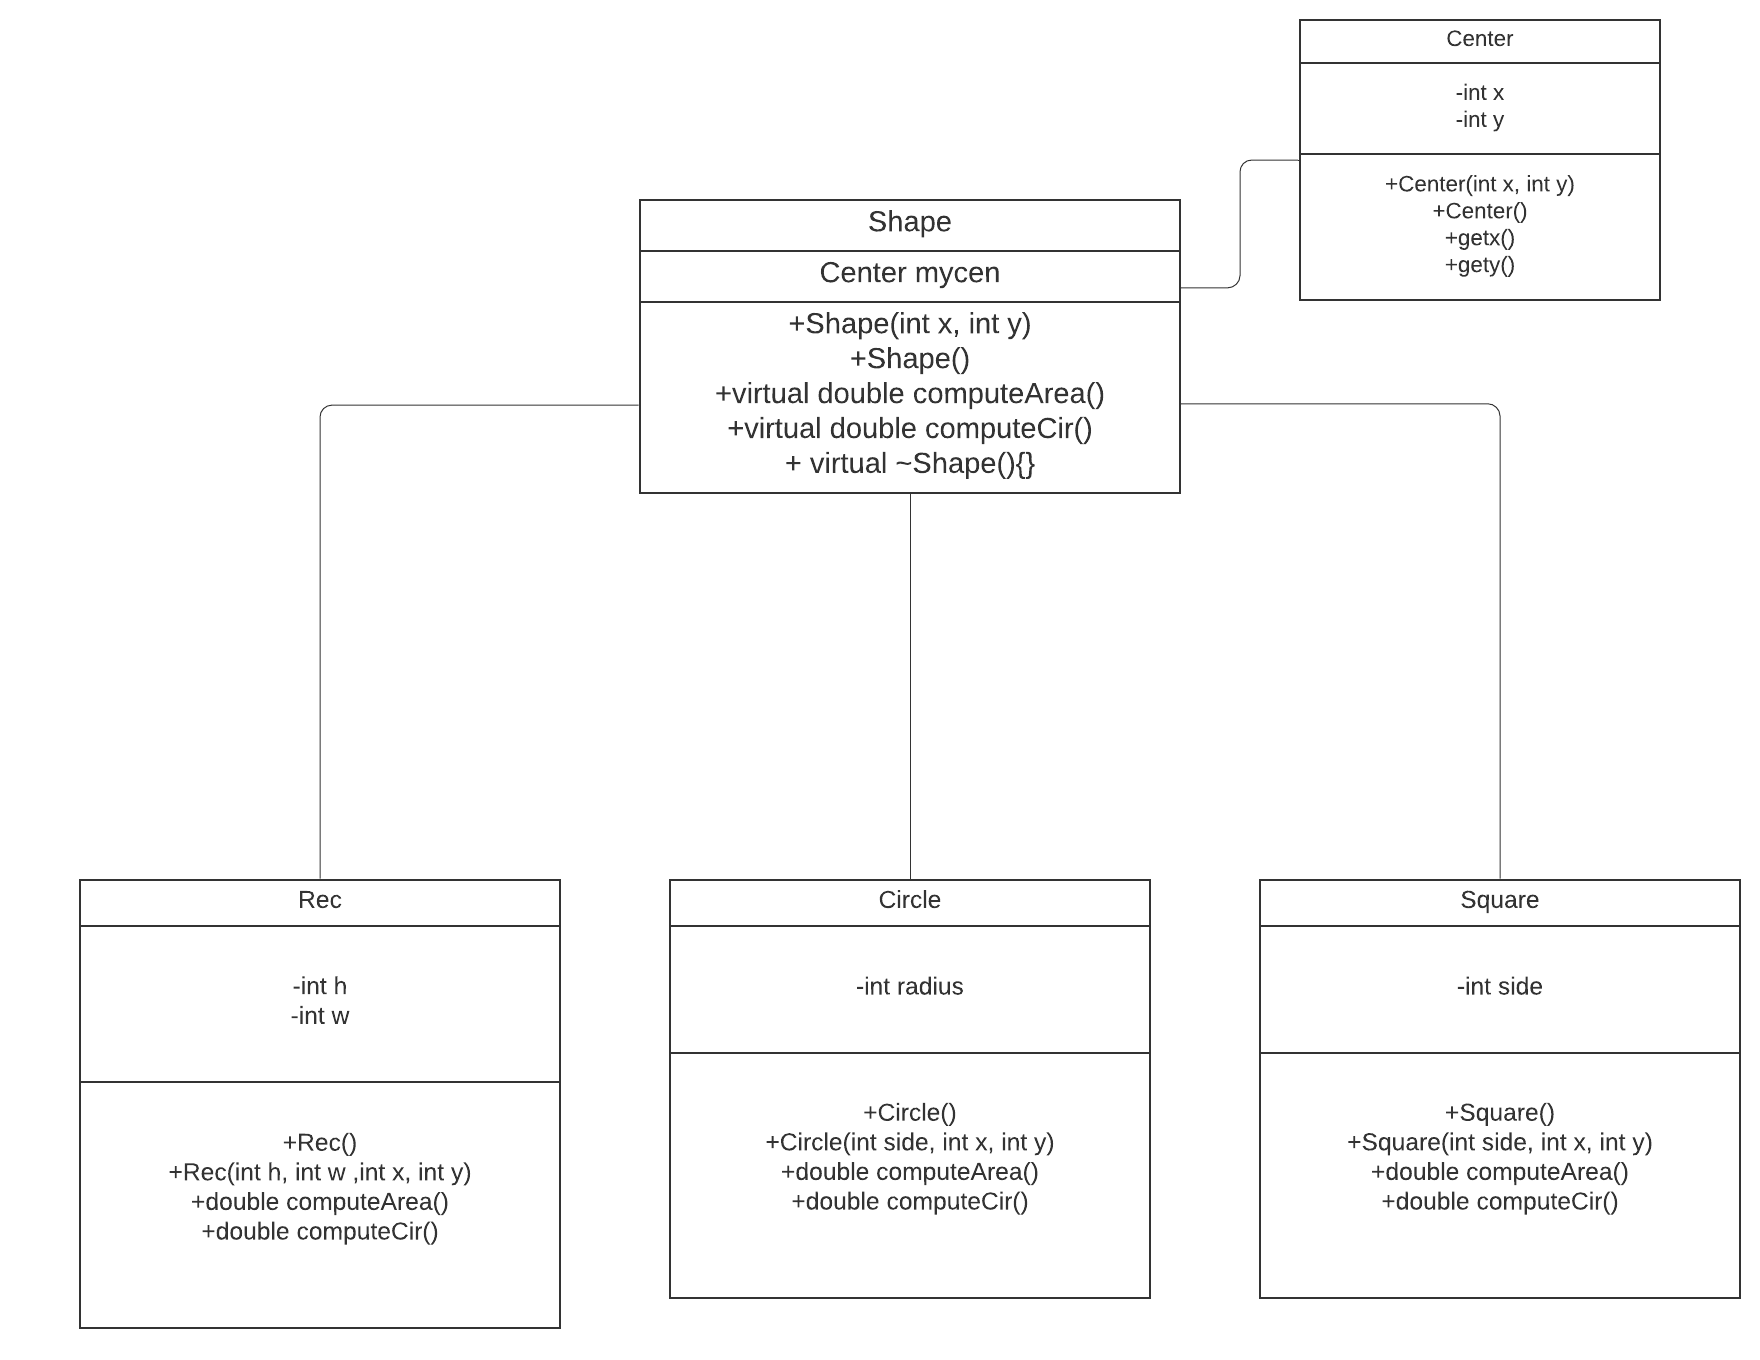 Center
-int x
-int y
+Center(int x, int y)
+Center()
+getx()
+gety()
Shape
Center mycen
+Shape(int x, int y)
+Shape()
+virtual double computeArea()
+virtual double computeCir()
+ virtual ~Shape(){}
Rec
-int h
-int w
+Rec()
+Rec(int h, int w ,int x, int y)
+double computeArea()
+double computeCir()
Circle
-int radius
+Circle()
+Circle(int side, int x, int y)
+double computeArea()
+double computeCir()
Square
-int side
+Square()
+Square(int side, int x, int y)
+double computeArea()
+double computeCir()